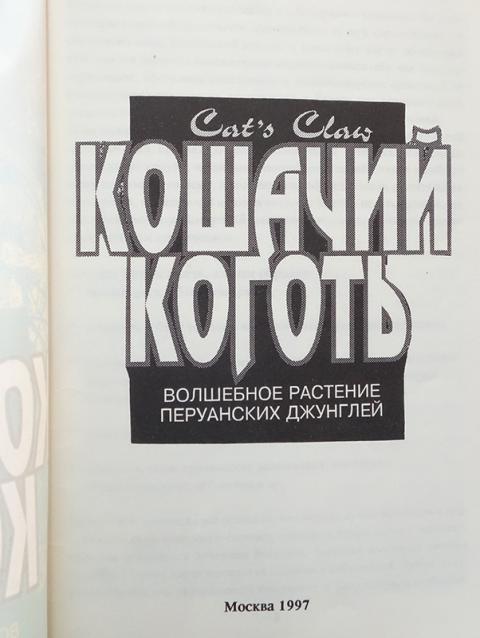 Cat's Claw
КОШАЧИЙ
КОГОТЬ
ВОЛШЕБНОЕ РАСТЕНИЕ
ПЕРУАНСКИХ ДЖУНГЛЕЙ
Москва 1997